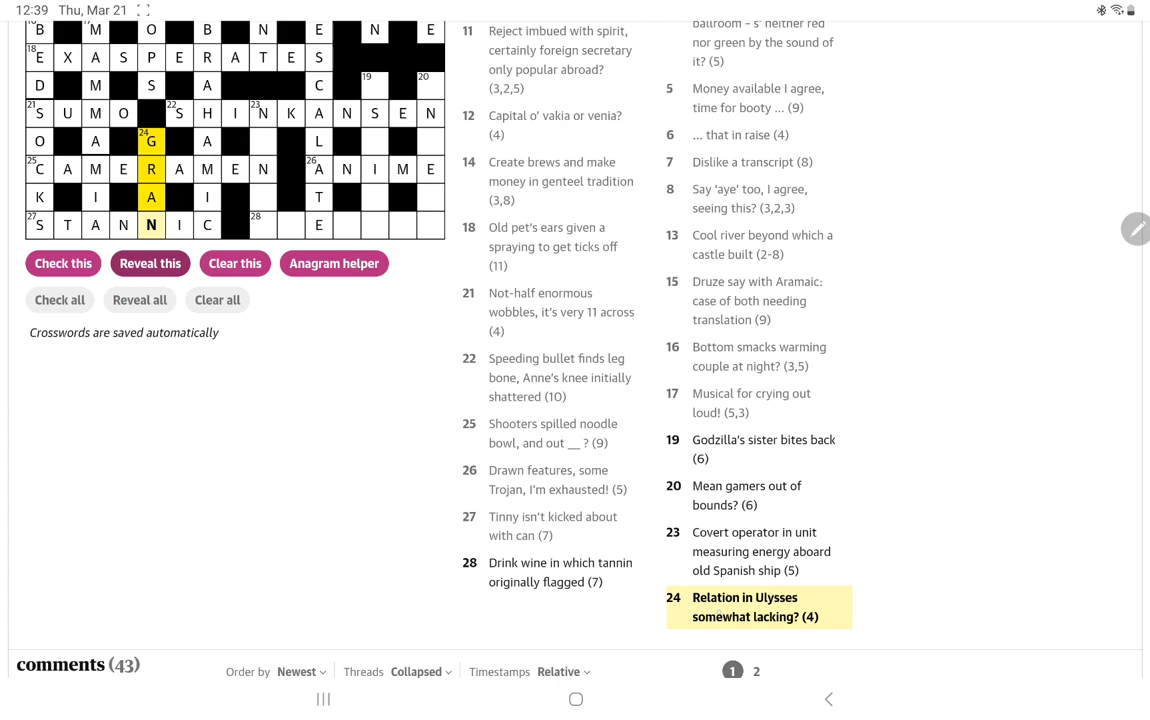 12:39 Thu, Mar 21
B M O B N E N E
18 E X A S P E R A T E S
D M S A C 19 20
21 S U M O 22 S H I 23 N K A N S E N
O A 24 G A L
25 C A M E R A M E N 26 A N I M E
K I A I T
27 S T A N N I C 28 E
Check this Reveal this Clear this Anagram helper
Check all Reveal all Clear all
Crosswords are saved automatically
11 Reject imbued with spirit,
certainly foreign secretary
only popular abroad?
(3,2,5)
12 Capital o' vakia or venia?
(4)
14 Create brews and make
money in genteel tradition
(3,8)
18 Old pet's ears given a
spraying to get ticks off
(11)
21 Not-half enormous
wobbles, it's very 11 across
(4)
22 Speeding bullet finds leg
bone, Anne's knee initially
shattered (10)
25 Shooters spilled noodle
bowl, and out __ ? (9)
26 Drawn features, some
Trojan, I'm exhausted! (5)
27 Tinny isn't kicked about
with can (7)
28 Drink wine in which tannin
originally flagged (7)
ballroom – s' neither red
nor green by the sound of
it? (5)
5 Money available I agree,
time for booty ... (9)
6 ... that in raise (4)
7 Dislike a transcript (8)
8 Say ‘aye’ too, I agree,
seeing this? (3,2,3)
13 Cool river beyond which a
castle built (2-8)
15 Druze say with Aramaic:
case of both needing
translation (9)
16 Bottom smacks warming
couple at night? (3,5)
17 Musical for crying out
loud! (5,3)
19 Godzilla's sister bites back
(6)
20 Mean gamers out of
bounds? (6)
23 Covert operator in unit
measuring energy aboard
old Spanish ship (5)
24 Relation in Ulysses
somewhat lacking? (4)
comments (43)
Order by Newest Threads Collapsed Timestamps Relative 1 2